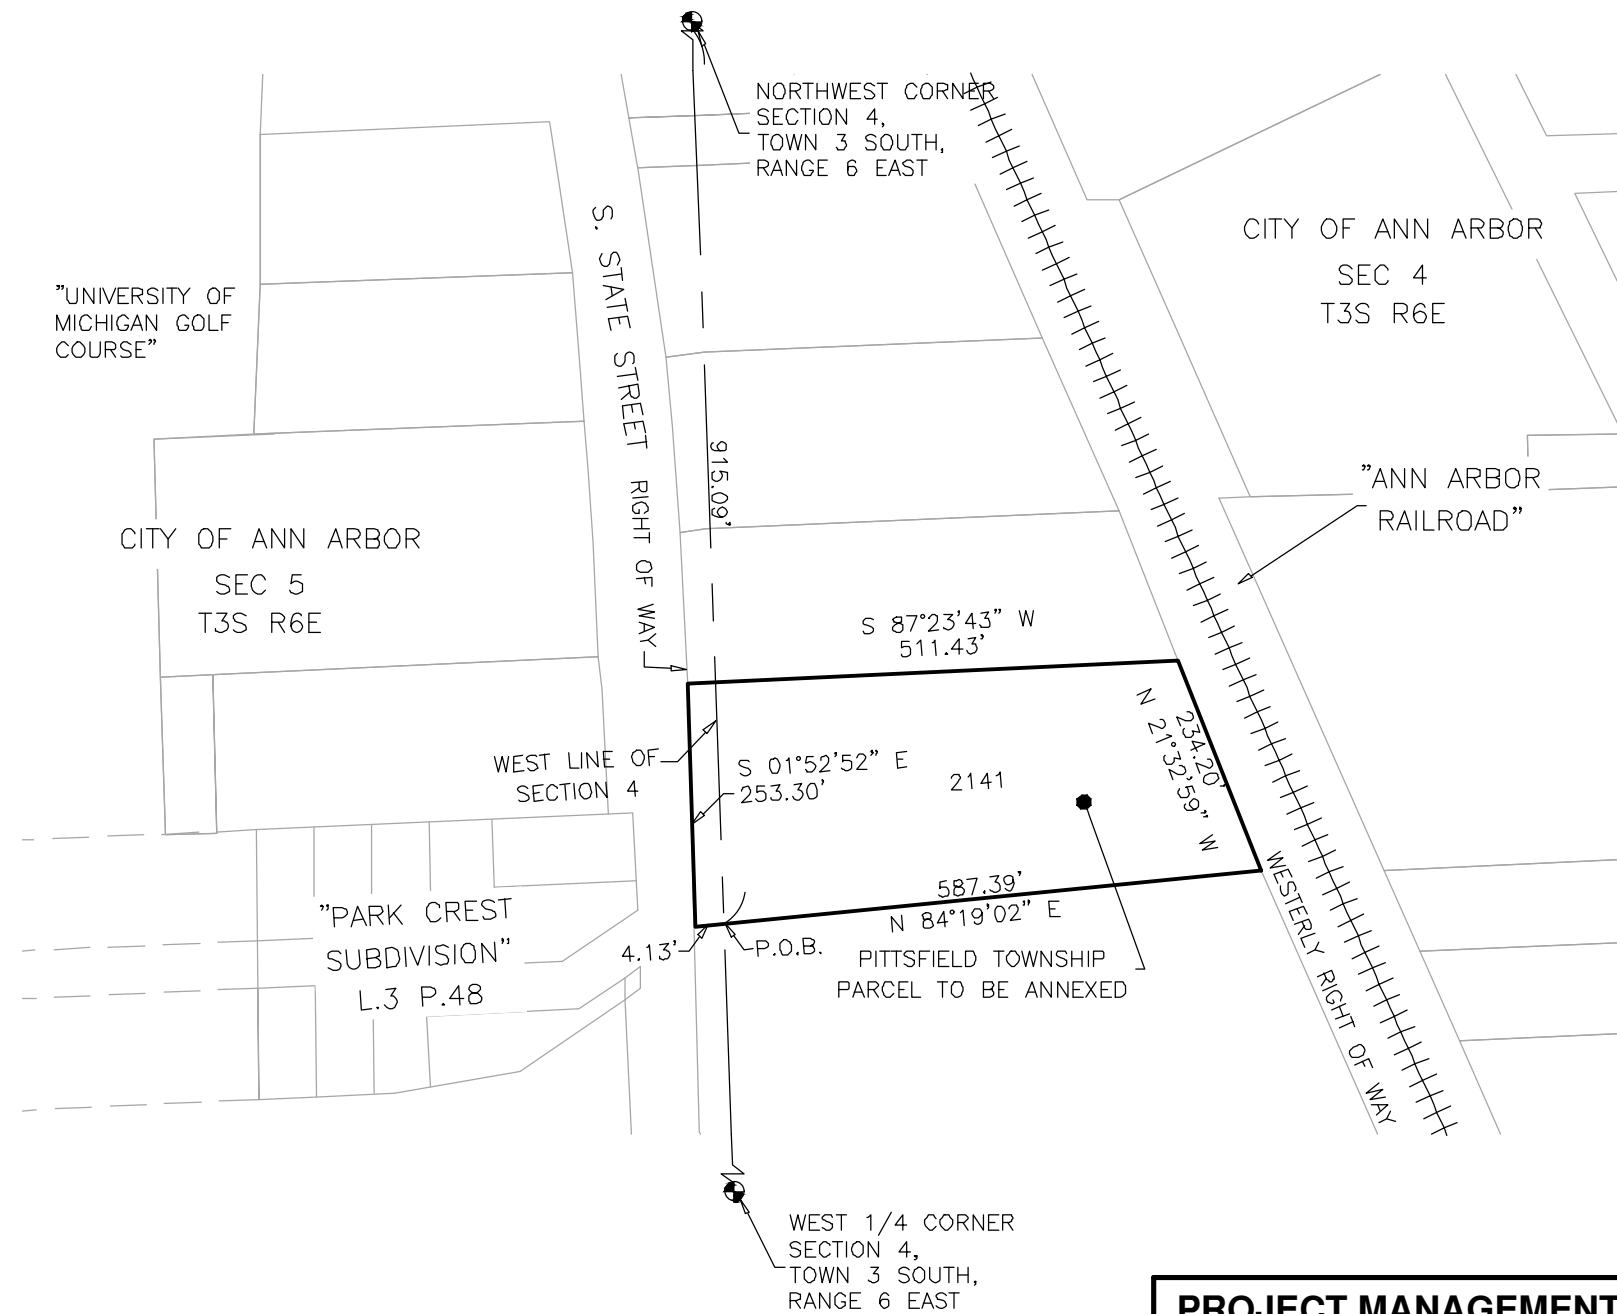 NORTHWEST CORNER
SECTION 4,
TOWN 3 SOUTH,
RANGE 6 EAST
CITY OF ANN ARBOR
SEC 4
T3S R6E
"UNIVERSITY OF
MICHIGAN GOLF
COURSE"
S. STATE STREET RIGHT OF WAY
915.09'
"ANN ARBOR
RAILROAD"
CITY OF ANN ARBOR
SEC 5
T3S R6E
S 87°23'43" W
511.43'
234.20'
N 21°32'59" W
WEST LINE OF
SECTION 4
S 01°52'52" E
253.30'
2141
587.39'
N 84°19'02" E
4.13'
P.O.B.
PITTSFIELD TOWNSHIP
PARCEL TO BE ANNEXED
WESTERLY RIGHT OF WAY
"PARK CREST
SUBDIVISION"
L.3 P.48
WEST 1/4 CORNER
SECTION 4,
TOWN 3 SOUTH,
RANGE 6 EAST
PROJECT MANAGEMENT